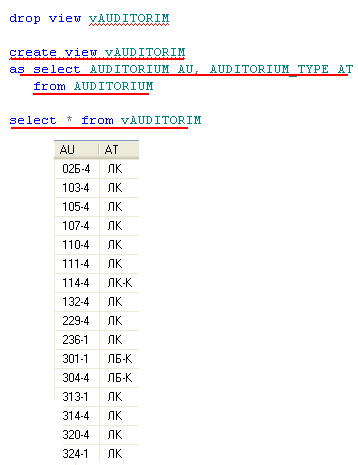 drop view vAUDITORIM
create view vAUDITORIM
as select AUDITORIUM AU, AUDITORIUM_TYPE AT
from AUDITORIUM
select * from vAUDITORIM
AU AT
02Б-4 ЛК
103-4 ЛК
105-4 ЛК
107-4 ЛК
110-4 ЛК
111-4 ЛК
114-4 ЛК-К
132-4 ЛК
229-4 ЛК
236-1 ЛК
301-1 ЛБ-К
304-4 ЛБ-К
313-1 ЛК
314-4 ЛК
320-4 ЛК
324-1 ЛК